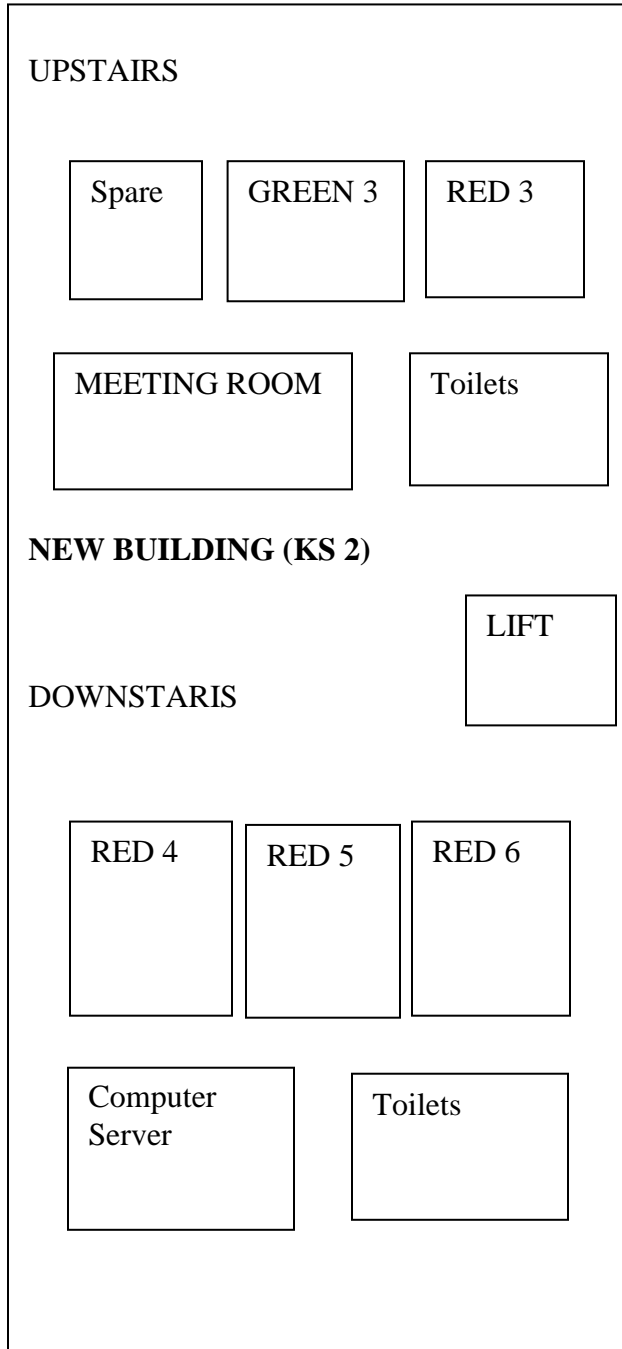 UPSTAIRS
Spare
GREEN 3
RED 3
MEETING ROOM
Toilets
NEW BUILDING (KS 2)
LIFT
DOWNSTARIS
RED 4
RED 5
RED 6
Computer
Server
Toilets